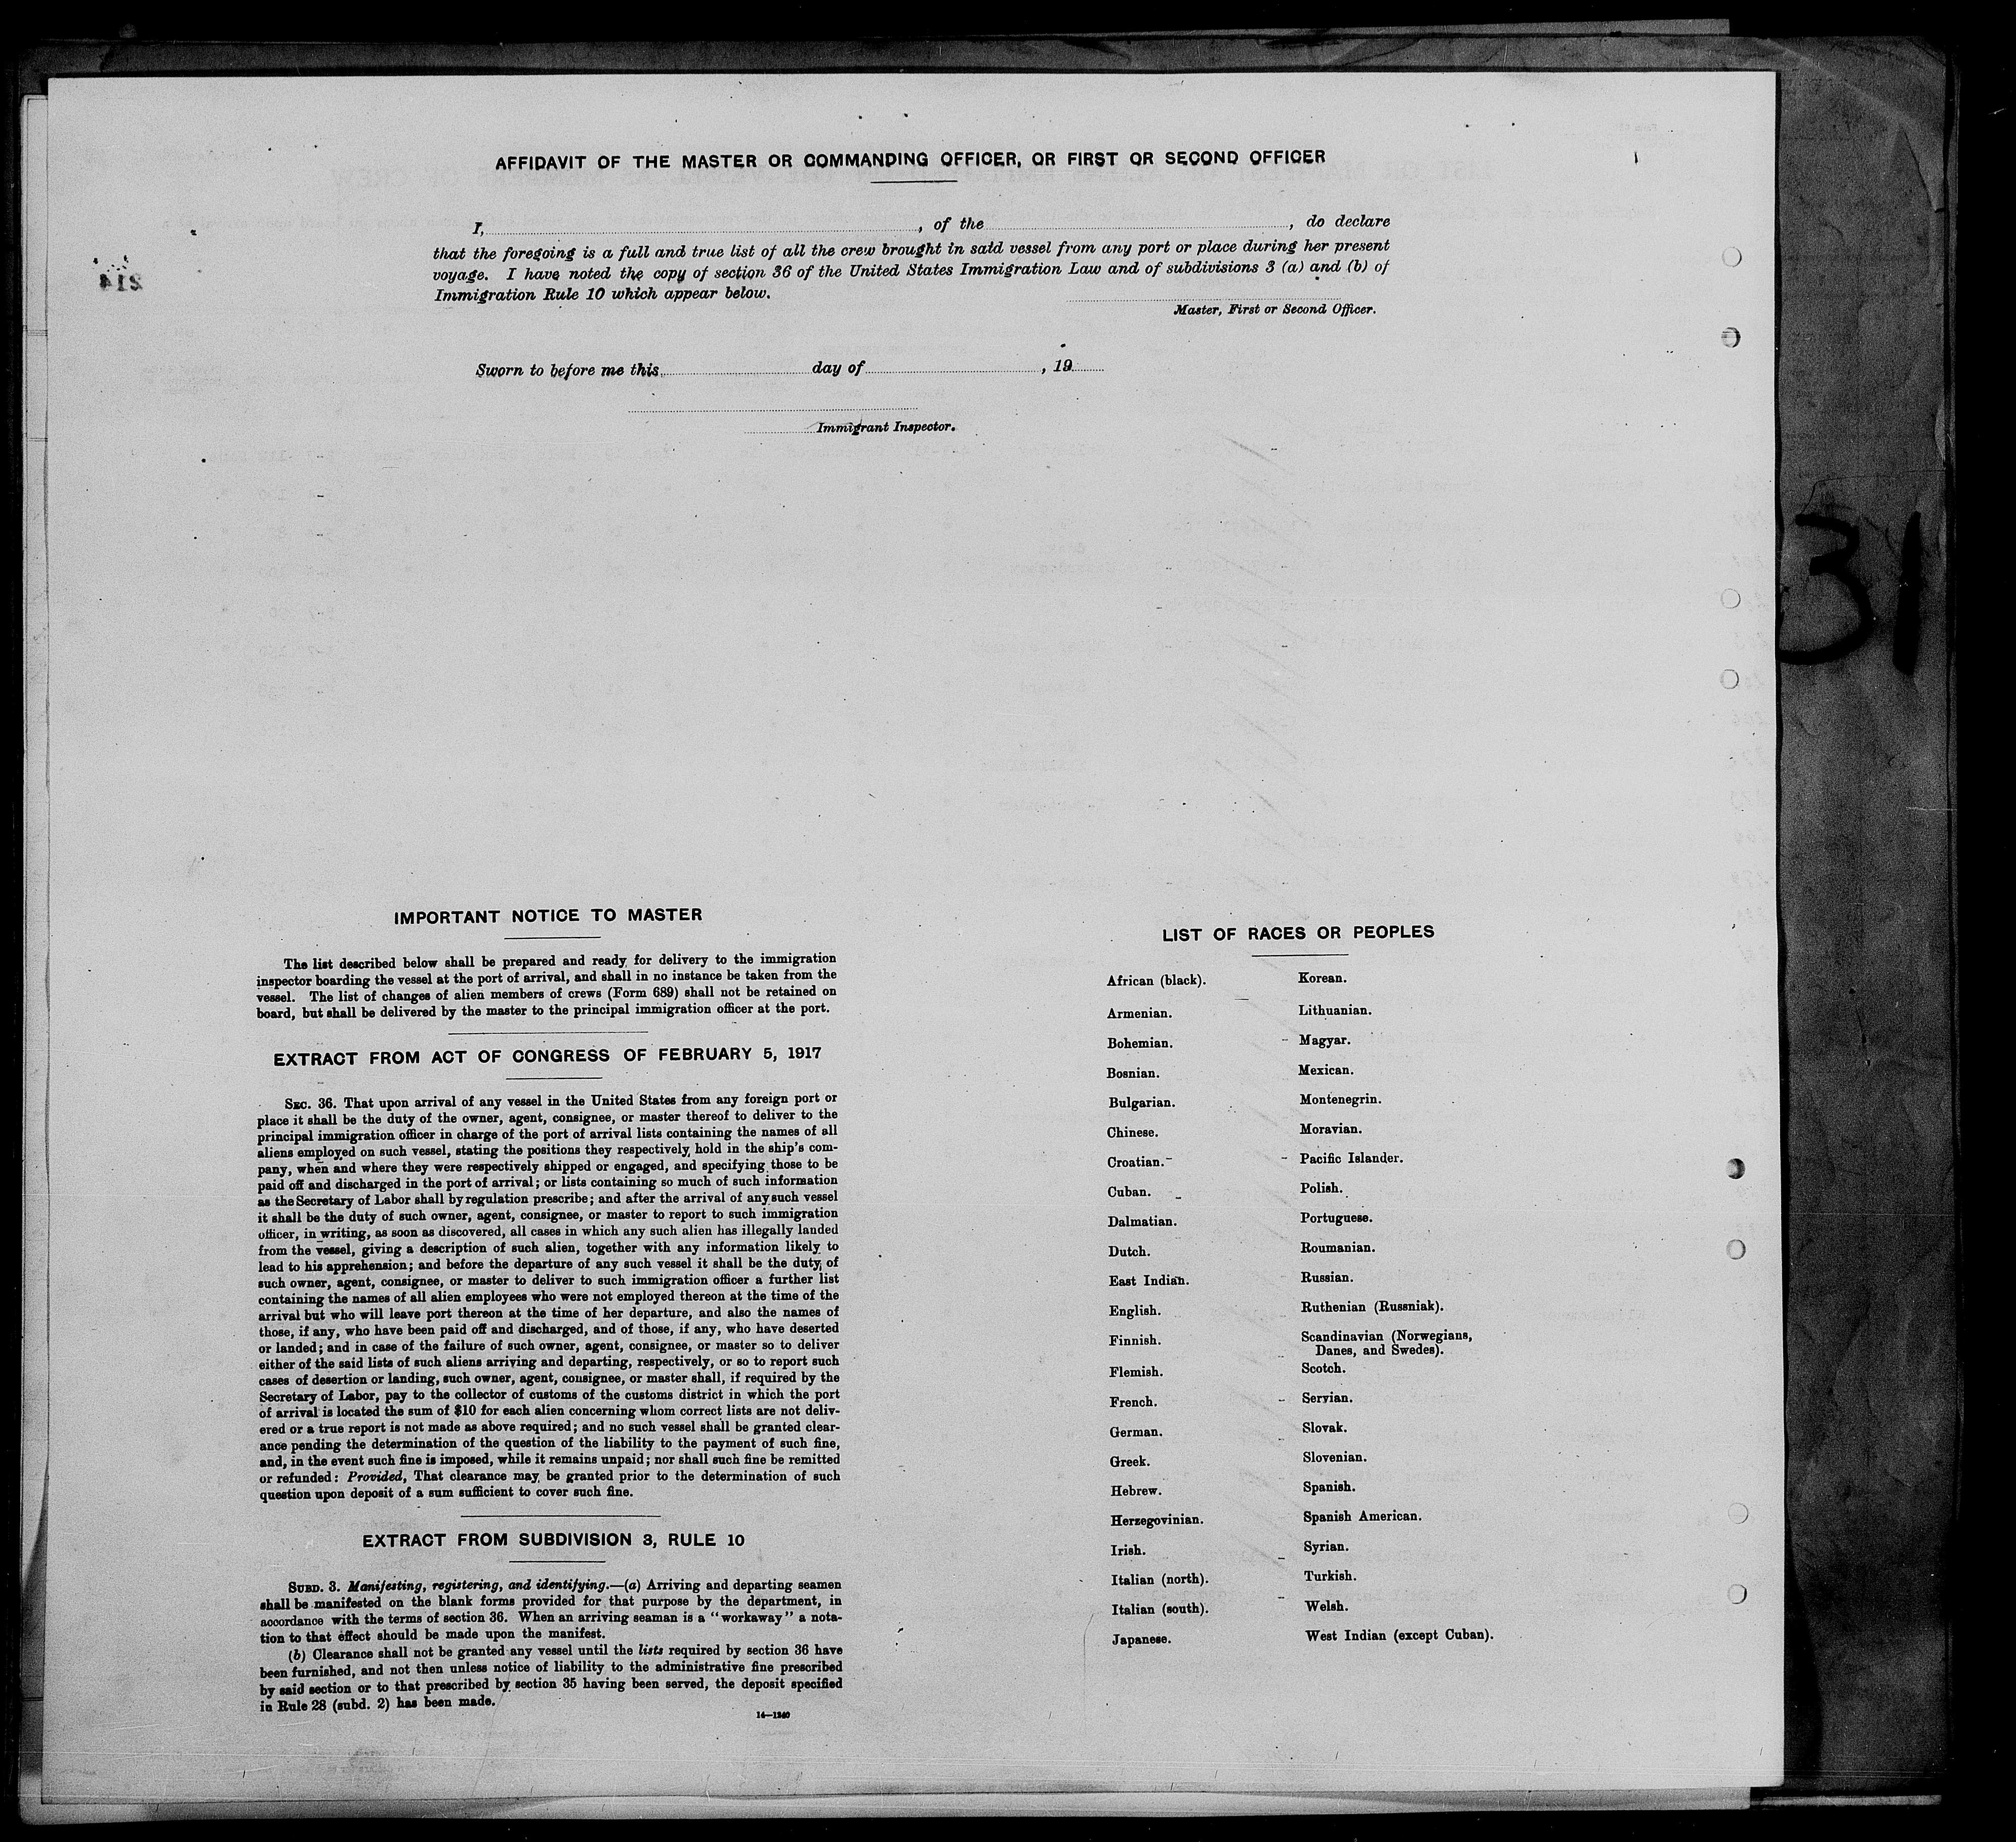 AFFIDAVIT OF THE MASTER OR COMMANDING OFFICER, OR FIRST OR SECOND OFFICER
I, , of the , do declare
that the foregoing is a full and true list of all the crew brought in said vessel from any port or place during her present
voyage. I have noted the copy of section 36 of the United States Immigration Law and of subdivisions 3 (a) and (b) of
Immigration Rule 10 which appear below.
Master, First or Second Officer.
Sworn to before me this day of , 19
Immigrant Inspector.
214
31
IMPORTANT NOTICE TO MASTER
The list described below shall be prepared and ready for delivery to the immigration
inspector boarding the vessel at the port of arrival, and shall in no instance be taken from the
vessel. The list of changes of alien members of crews (Form 689) shall not be retained on
board, but shall be delivered by the master to the principal immigration officer at the port.
EXTRACT FROM ACT OF CONGRESS OF FEBRUARY 5, 1917
SEC. 36. That upon arrival of any vessel in the United States from any foreign port or
place it shall be the duty of the owner, agent, consignee, or master thereof to deliver to the
principal immigration officer in charge of the port of arrival lists containing the names of all
aliens employed on such vessel, stating the positions they respectively hold in the ship's com-
pany, when and where they were respectively shipped or engaged, and specifying those to be
paid off and discharged in the port of arrival; or lists containing so much of such information
as the Secretary of Labor shall by regulation prescribe; and after the arrival of any such vessel
it shall be the duty of such owner, agent, consignee, or master to report to such immigration
officer, in writing, as soon as discovered, all cases in which any such alien has illegally landed
from the vessel, giving a description of such alien, together with any information likely to
lead to his apprehension; and before the departure of any such vessel it shall be the duty of
such owner, agent, consignee, or master to deliver to such immigration officer a further list
containing the names of all alien employees who were not employed thereon at the time of the
arrival but who will leave port thereon at the time of her departure, and also the names of
those, if any, who have been paid off and discharged, and of those, if any, who have deserted
or landed; and in case of the failure of such owner, agent, consignee, or master so to deliver
either of the said lists of such aliens arriving and departing, respectively, or so to report such
cases of desertion or landing, such owner, agent, consignee, or master shall, if required by the
Secretary of Labor, pay to the collector of customs of the customs district in which the port
of arrival is located the sum of $10 for each alien concerning whom correct lists are not deliv-
ered or a true report is not made as above required; and no such vessel shall be granted clear-
ance pending the determination of the question of the liability to the payment of such fine,
and, in the event such fine is imposed, while it remains unpaid; nor shall such fine be remitted
or refunded: Provided, That clearance may be granted prior to the determination of such
question upon deposit of a sum sufficient to cover such fine.
EXTRACT FROM SUBDIVISION 3, RULE 10
SUBD. 3. Manifesting, registering, and identifying.—(a) Arriving and departing seamen
shall be manifested on the blank forms provided for that purpose by the department, in
accordance with the terms of section 36. When an arriving seaman is a "workaway" a nota-
tion to that effect should be made upon the manifest.
(b) Clearance shall not be granted any vessel until the lists required by section 36 have
been furnished, and not then unless notice of liability to the administrative fine prescribed
by said section or to that prescribed by section 35 having been served, the deposit specified
in Rule 28 (subd. 2) has been made.
14—1240
LIST OF RACES OR PEOPLES
African (black).
Armenian.
Bohemian.
Bosnian.
Bulgarian.
Chinese.
Croatian.
Cuban.
Dalmatian.
Dutch.
East Indian.
English.
Finnish.
Flemish.
French.
German.
Greek.
Hebrew.
Herzegovinian.
Irish.
Italian (north).
Italian (south).
Japanese.
Korean.
Lithuanian.
Magyar.
Mexican.
Montenegrin.
Moravian.
Pacific Islander.
Polish.
Portuguese.
Roumanian.
Russian.
Ruthenian (Russniak).
Scandinavian (Norwegians,
Danes, and Swedes).
Scotch.
Servian.
Slovak.
Slovenian.
Spanish.
Spanish American.
Syrian.
Turkish.
Welsh.
West Indian (except Cuban).